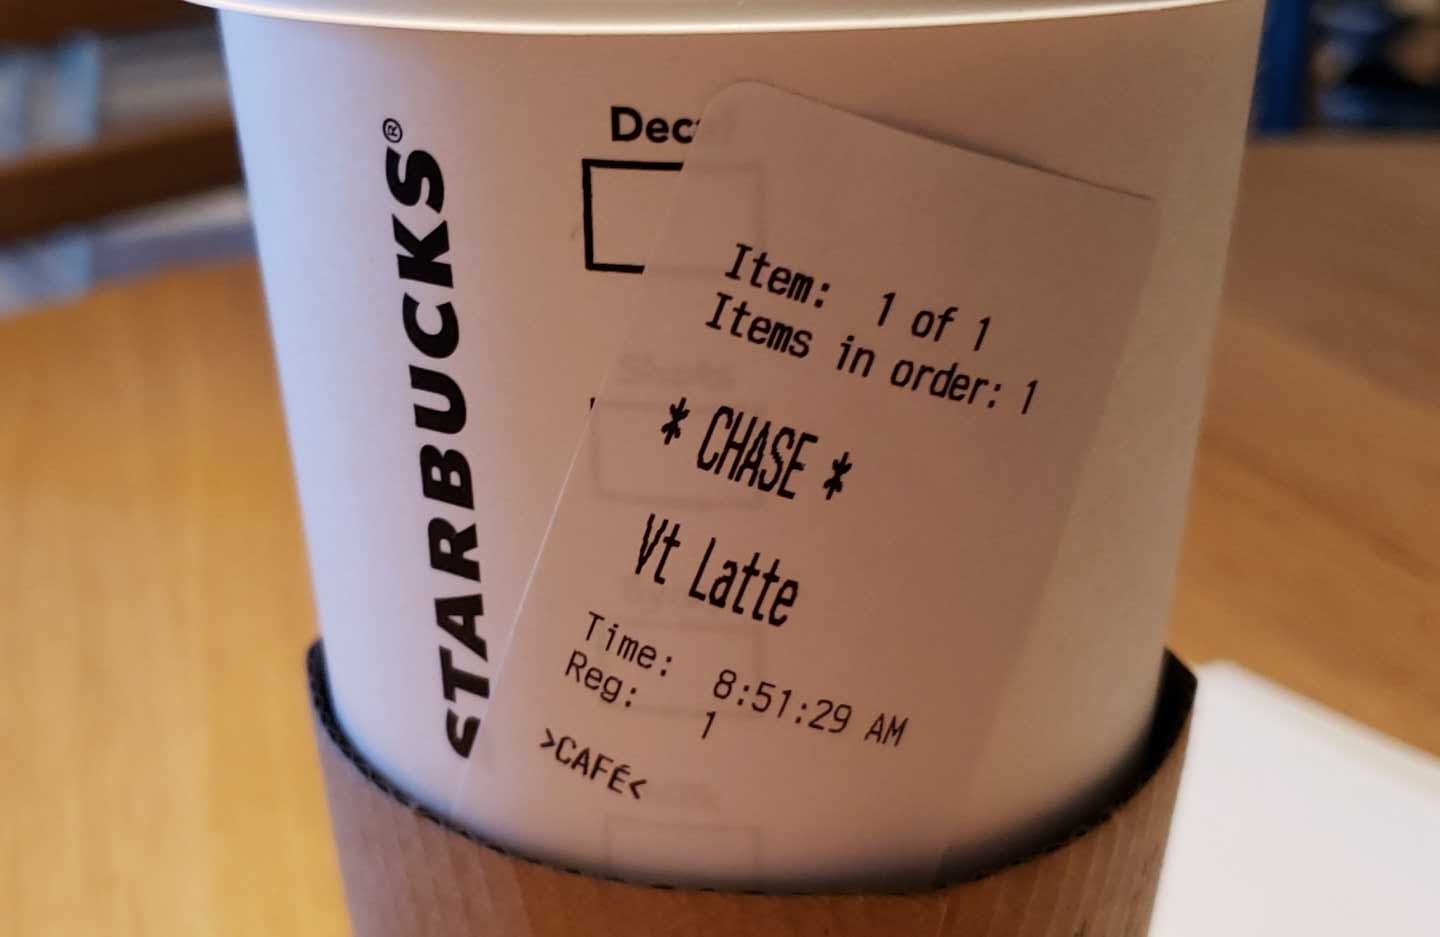 STARBUCKS®
Item: 1 of 1
Items in order: 1
* CHASE *
Vt Latte
Time: 8:51:29 AM
Reg: 1
>CAFÉ<